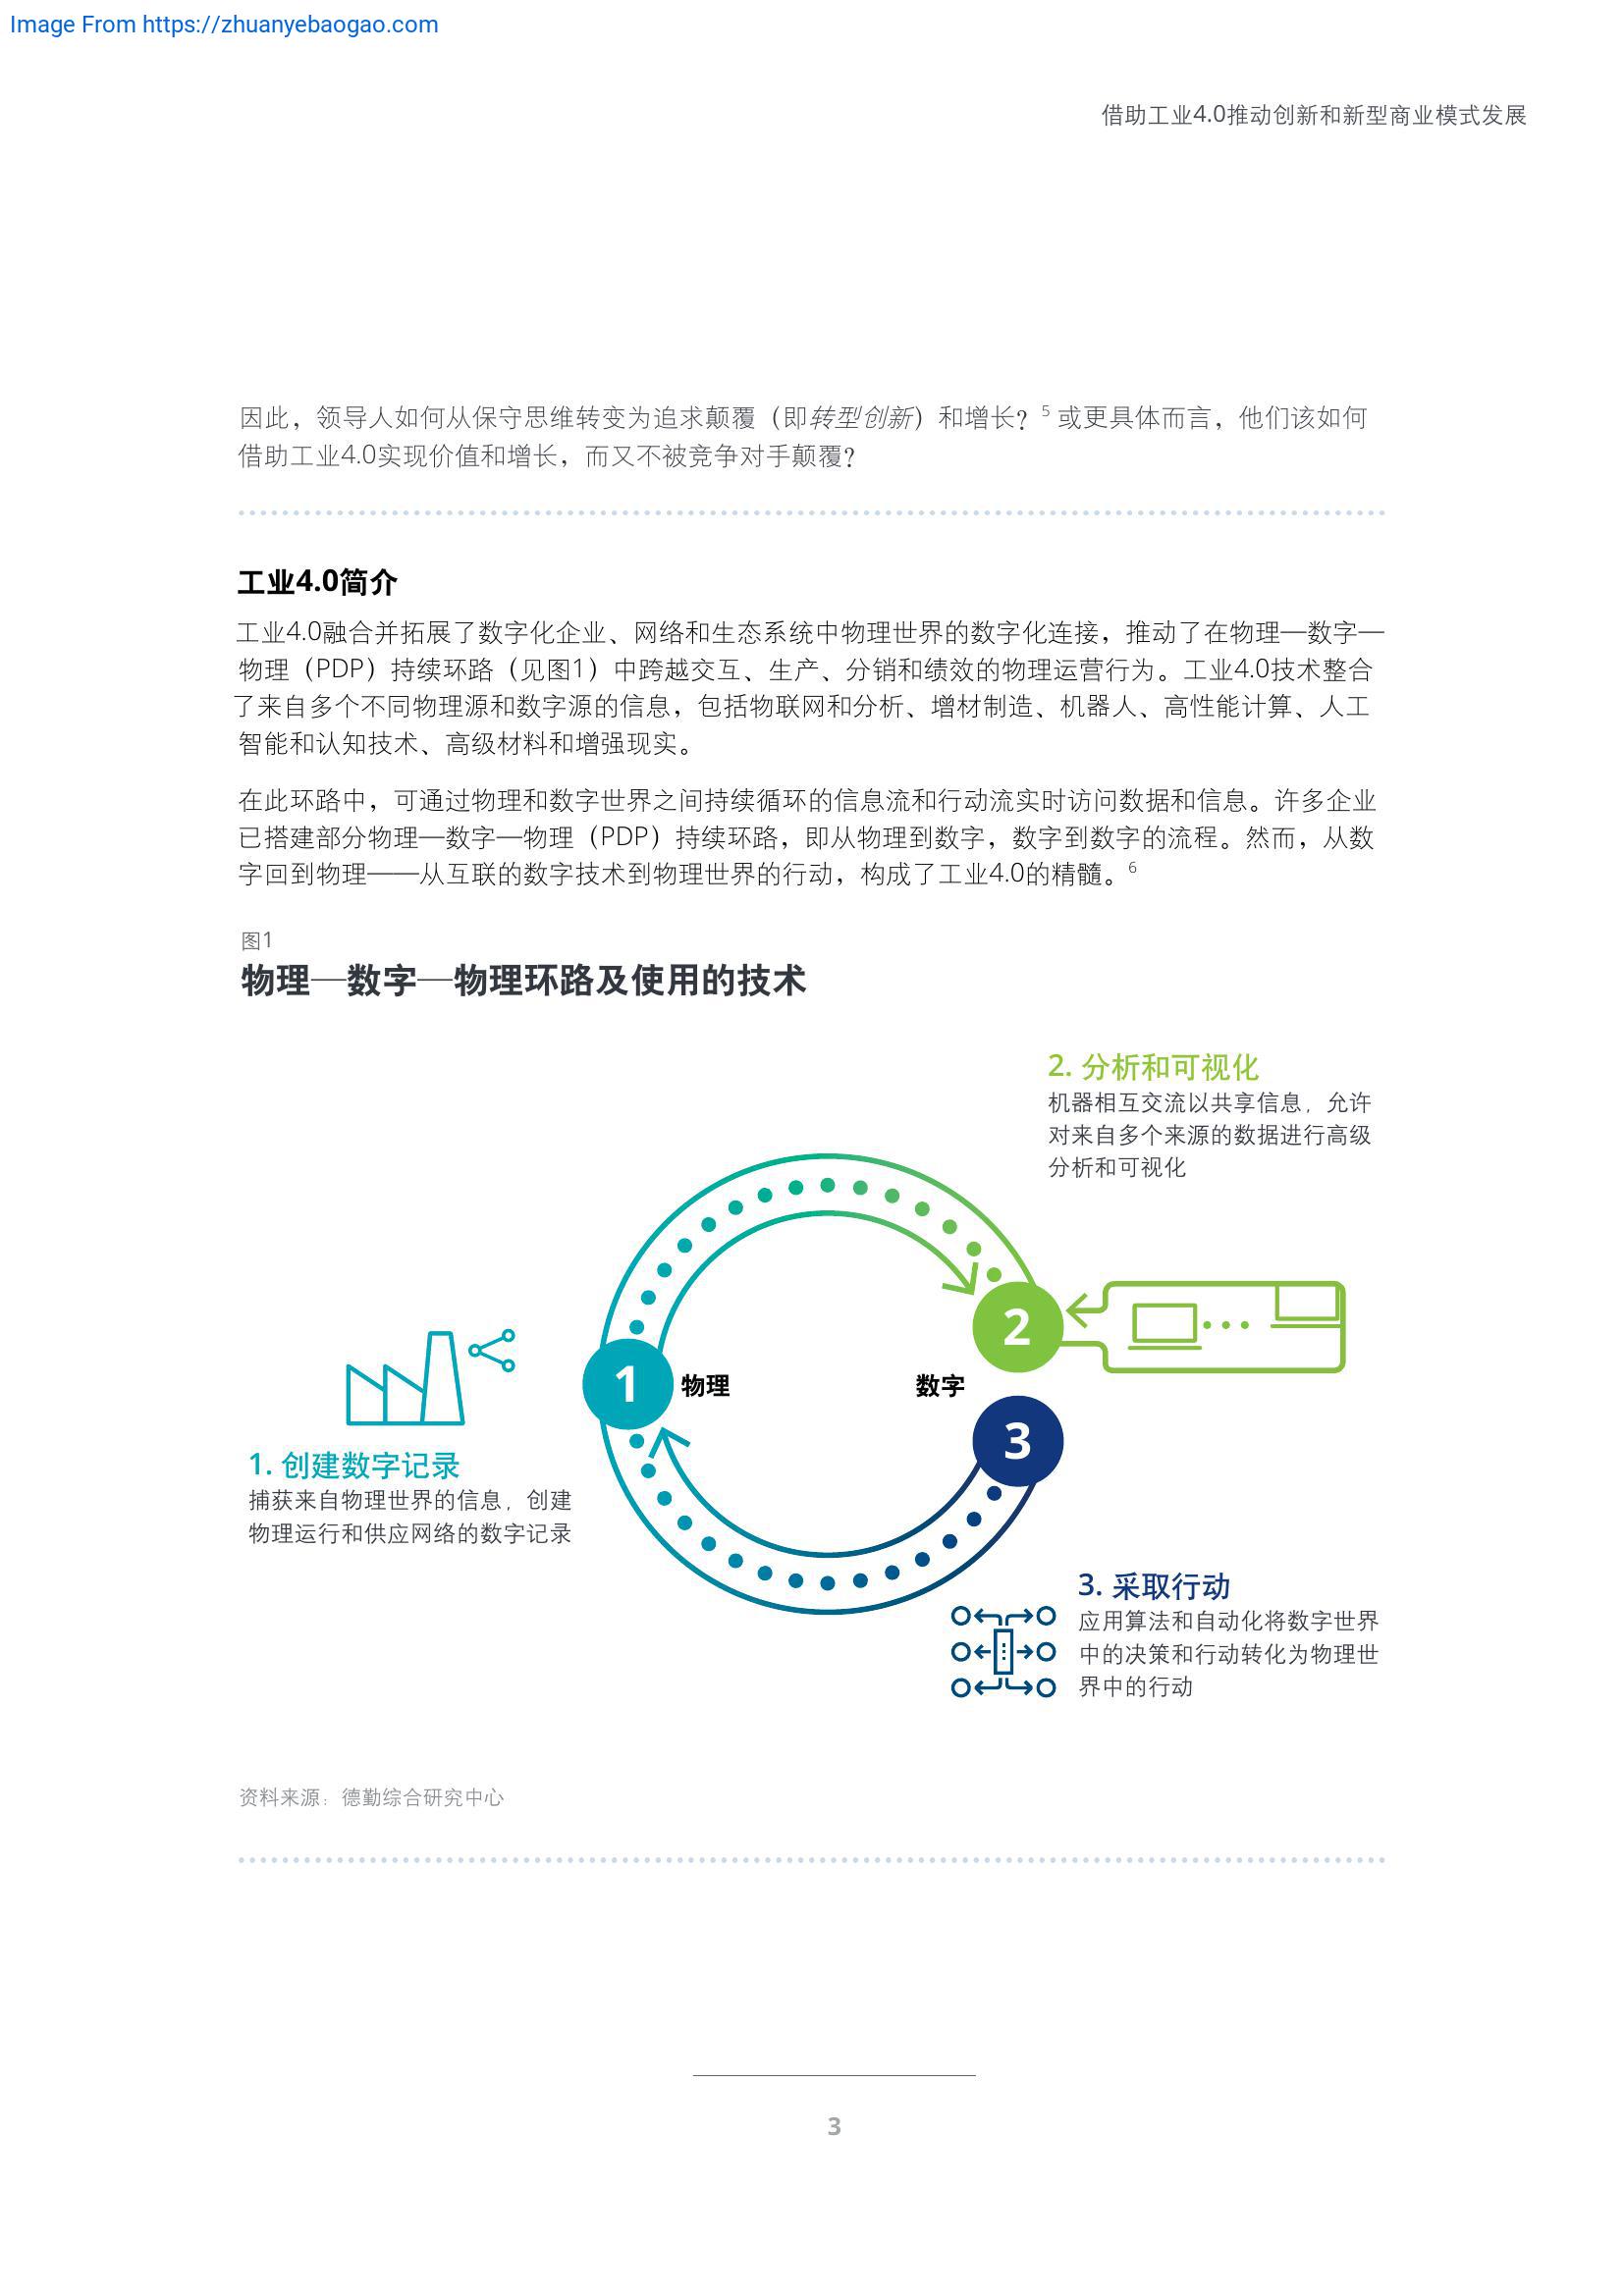 Image From https://zhuanyebaogao.com
借助工业4.0推动创新和新型商业模式发展
因此，领导人如何从保守思维转变为追求颠覆（即转型创新）和增长？5 或更具体而言，他们该如何
借助工业4.0实现价值和增长，而又不被竞争对手颠覆？
工业4.0简介
工业4.0融合并拓展了数字化企业、网络和生态系统中物理世界的数字化连接，推动了在物理—数字—
物理（PDP）持续环路（见图1）中跨越交互、生产、分销和绩效的物理运营行为。工业4.0技术整合
了来自多个不同物理源和数字源的信息，包括物联网和分析、增材制造、机器人、高性能计算、人工
智能和认知技术、高级材料和增强现实。
在此环路中，可通过物理和数字世界之间持续循环的信息流和行动流实时访问数据和信息。许多企业
已搭建部分物理—数字—物理（PDP）持续环路，即从物理到数字，数字到数字的流程。然而，从数
字回到物理——从互联的数字技术到物理世界的行动，构成了工业4.0的精髓。6
图1
物理—数字—物理环路及使用的技术
2. 分析和可视化
机器相互交流以共享信息，允许
对来自多个来源的数据进行高级
分析和可视化
2
1
物理
数字
3
1. 创建数字记录
捕获来自物理世界的信息，创建
物理运行和供应网络的数字记录
3. 采取行动
应用算法和自动化将数字世界
中的决策和行动转化为物理世
界中的行动
资料来源：德勤综合研究中心
3